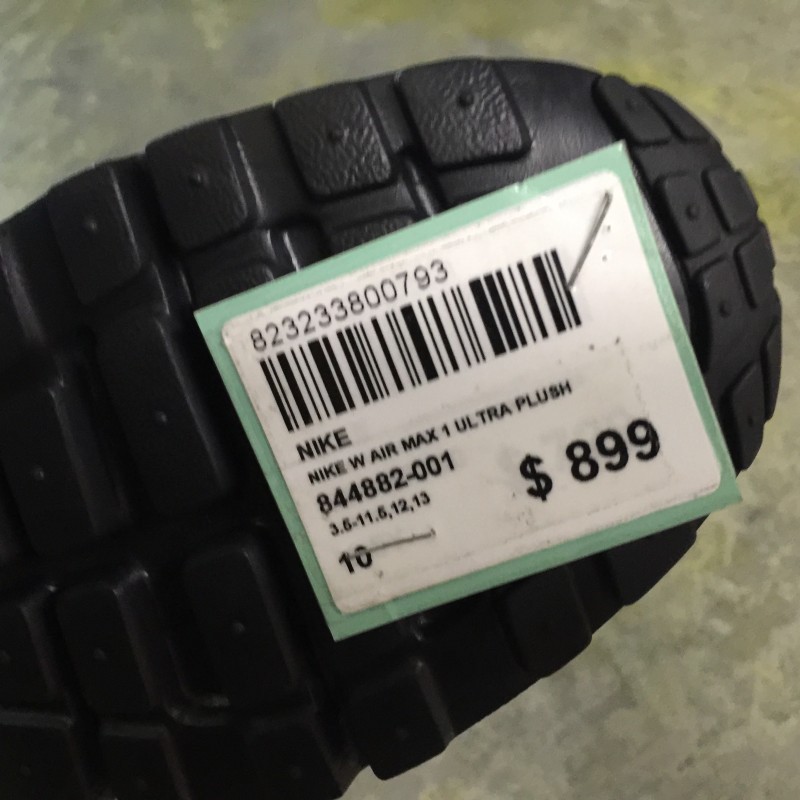 823233800793
NIKE
NIKE W AIR MAX 1 ULTRA PLUSH
844882-001
$ 899
3.5-11.5,12,13
10